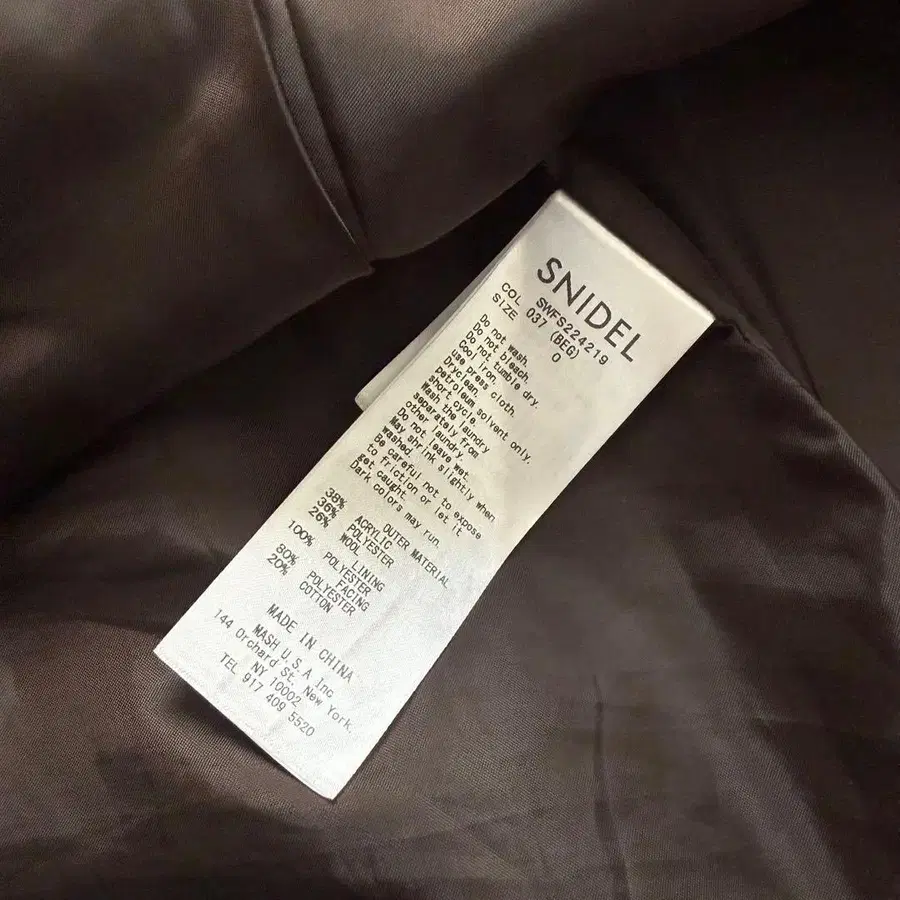 SNIDEL
SWFS224219
COL 037 (BEG)
SIZE 0
Do not wash.
Do not bleach.
Do not tumble dry.
Cool iron.
use press cloth.
Dryclean.
petroleum solvent only.
short cycle.
Wash the laundry
separately from
other laundry.
Do not leave wet.
May shrink slightly when
washed.
Be careful not to expose
to friction or let it
get caught.
Dark colors may run.
OUTER MATERIAL
38% ACRYLIC
36% POLYESTER
26% WOOL
LINING
100% POLYESTER
FACING
80% POLYESTER
20% COTTON
MADE IN CHINA
MASH U.S.A Inc
144 Orchard St. New York.
NY 10002
TEL 917 409 5520